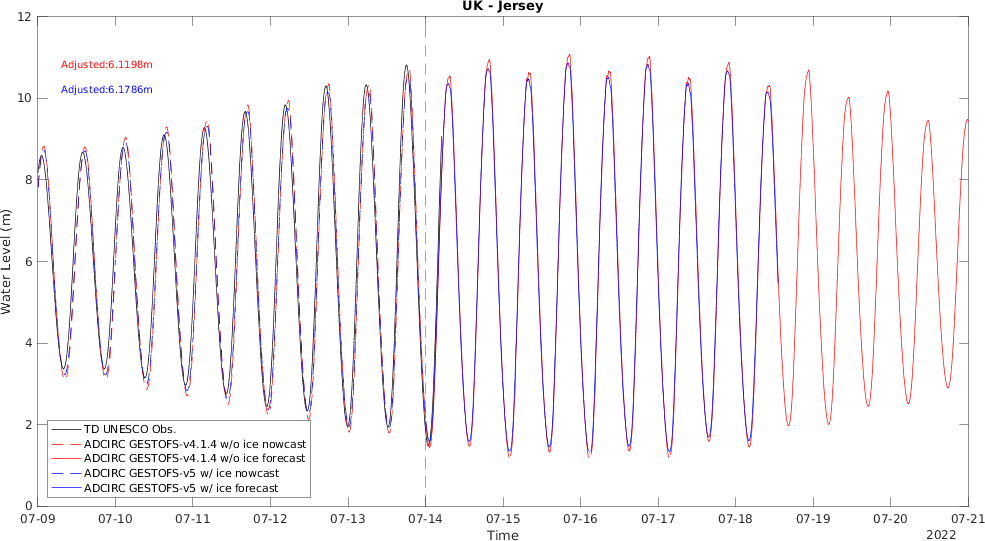 UK - Jersey
Adjusted:6.1198m
Adjusted:6.1786m
Water Level (m)
12
10
8
6
4
2
0
TD UNESCO Obs.
ADCIRC GESTOFS-v4.1.4 w/o ice nowcast
ADCIRC GESTOFS-v4.1.4 w/o ice forecast
ADCIRC GESTOFS-v5 w/ ice nowcast
ADCIRC GESTOFS-v5 w/ ice forecast
07-09 07-10 07-11 07-12 07-13 07-14 07-15 07-16 07-17 07-18 07-19 07-20 07-21
Time
2022